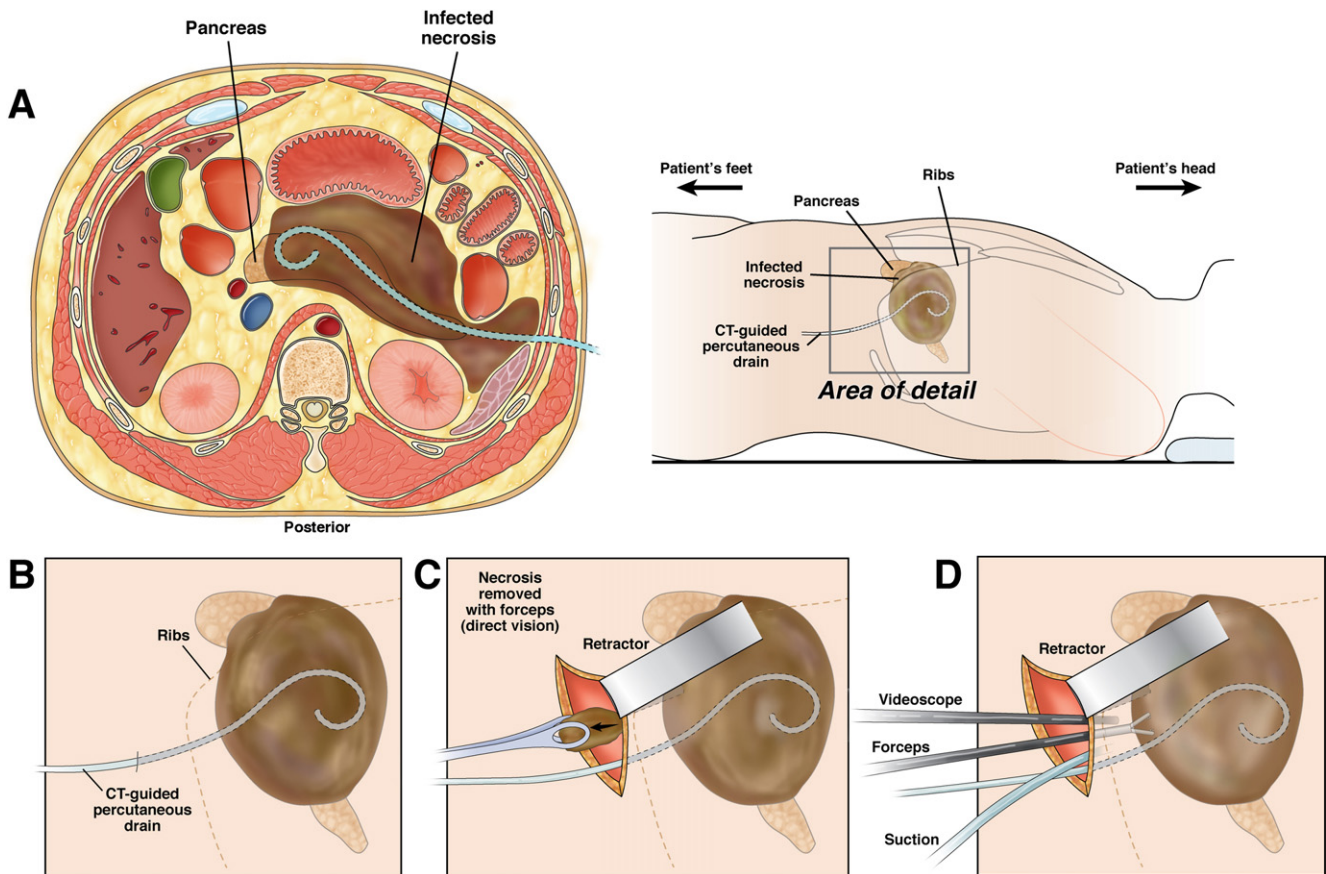 A
Pancreas
Infected
necrosis
Posterior
Patient's feet
Patient's head
Ribs
Pancreas
Infected
necrosis
CT-guided
percutaneous
drain
Area of detail
B
Ribs
CT-guided
percutaneous
drain
C
Necrosis
removed
with forceps
(direct vision)
Retractor
D
Retractor
Videoscope
Forceps
Suction